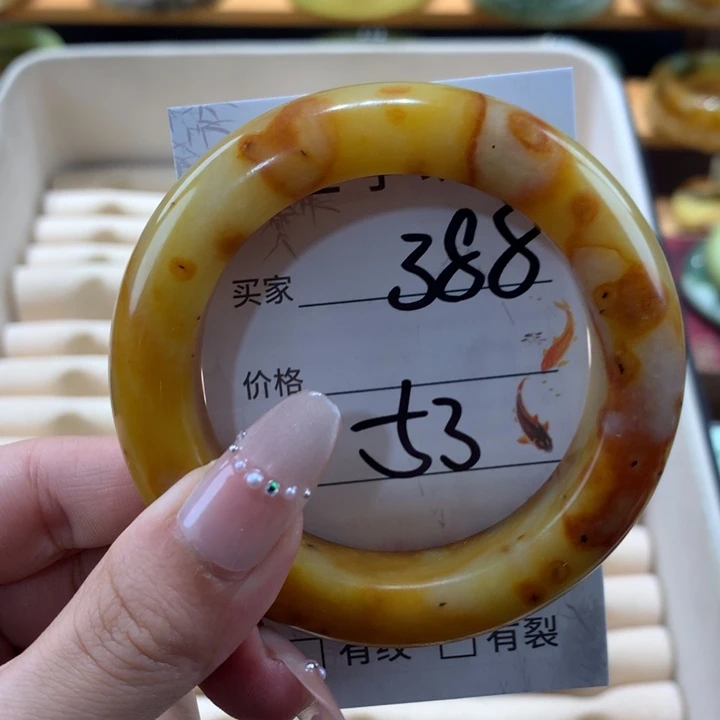 买家 388
价格
53
□有纹 □有裂